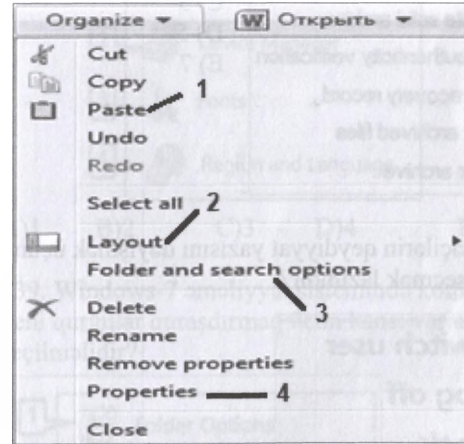 Organize W Открыть
Cut
Copy
Paste 1
Undo
Redo
Select all 2
Layout
Folder and search options
3
Delete
Rename
Remove properties
Properties 4
Close